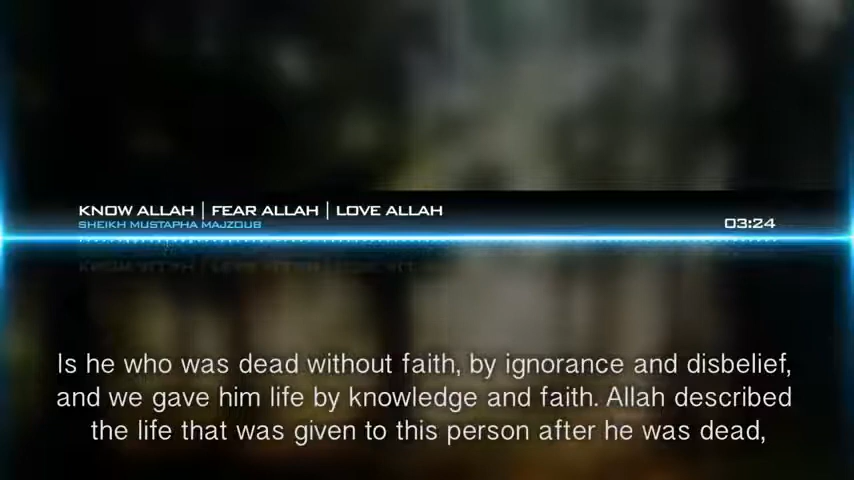 KNOW ALLAH | FEAR ALLAH | LOVE ALLAH
SHEIKH MUSTAPHA MAJZOUB
03:24
Is he who was dead without faith, by ignorance and disbelief,
and we gave him life by knowledge and faith. Allah described
the life that was given to this person after he was dead,